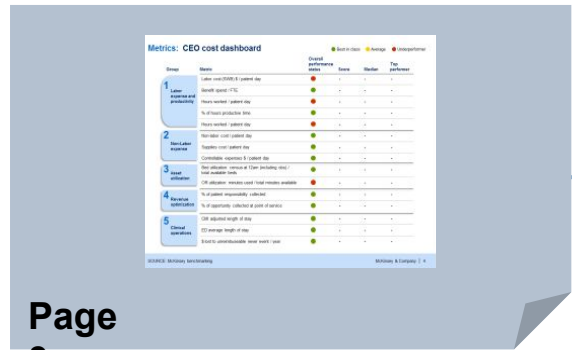 Metrics: CEO cost dashboard
Best in class Average Underperformer
Overall performance status
Group Metric Score Median Top performer
1 Labor expense and productivity
Labor cost (SWB) $ / patient day - - -
Benefit spend / FTE - - -
Hours worked / patient day - - -
% of hours productive time - - -
Hours worked / patient day - - -
2 Non-Labor expense
Non-labor cost / patient day - - -
Supplies cost / patient day - - -
Controllable expenses $ / patient day - - -
3 Asset utilization
Bed utilization: census at 12am (including obs) / total available beds - - -
OR utilization: minutes used / total minutes available - - -
4 Revenue optimization
% of patient responsibility collected - - -
% of opportunity collected at point of service - - -
5 Clinical operations
CMI adjusted length of stay - - -
ED average length of stay - - -
unreimbursable never event / year - - -
SOURCE: McKinsey benchmarking
McKinsey & Company | 4
Page